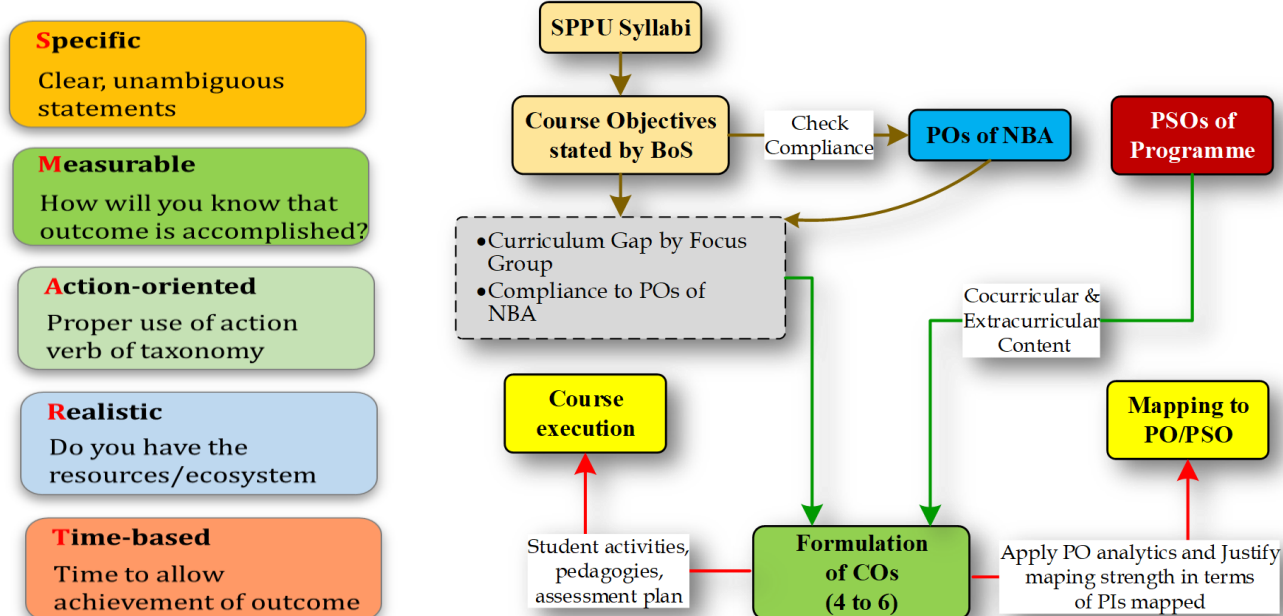 Specific
Clear, unambiguous
statements
Measurable
How will you know that
outcome is accomplished?
Action-oriented
Proper use of action
verb of taxonomy
Realistic
Do you have the
resources/ecosystem
Time-based
Time to allow
achievement of outcome
SPPU Syllabi
Course Objectives
stated by BoS
Check
Compliance
POs of NBA
PSOs of
Programme
•Curriculum Gap by Focus
Group
•Compliance to POs of
NBA
Cocurricular &
Extracurricular
Content
Course
execution
Mapping to
PO/PSO
Student activities,
pedagogies,
assessment plan
Formulation
of COs
(4 to 6)
Apply PO analytics and Justify
maping strength in terms
of PIs mapped